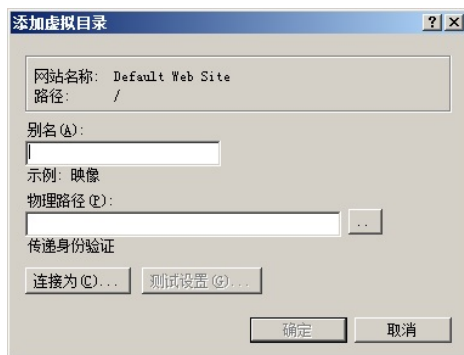 添加虚拟目录
网站名称: Default Web Site
路径: /
别名(A):
示例: 映像
物理路径(P):
..
传递身份验证
连接为(C)... 测试设置(G)...
确定 取消